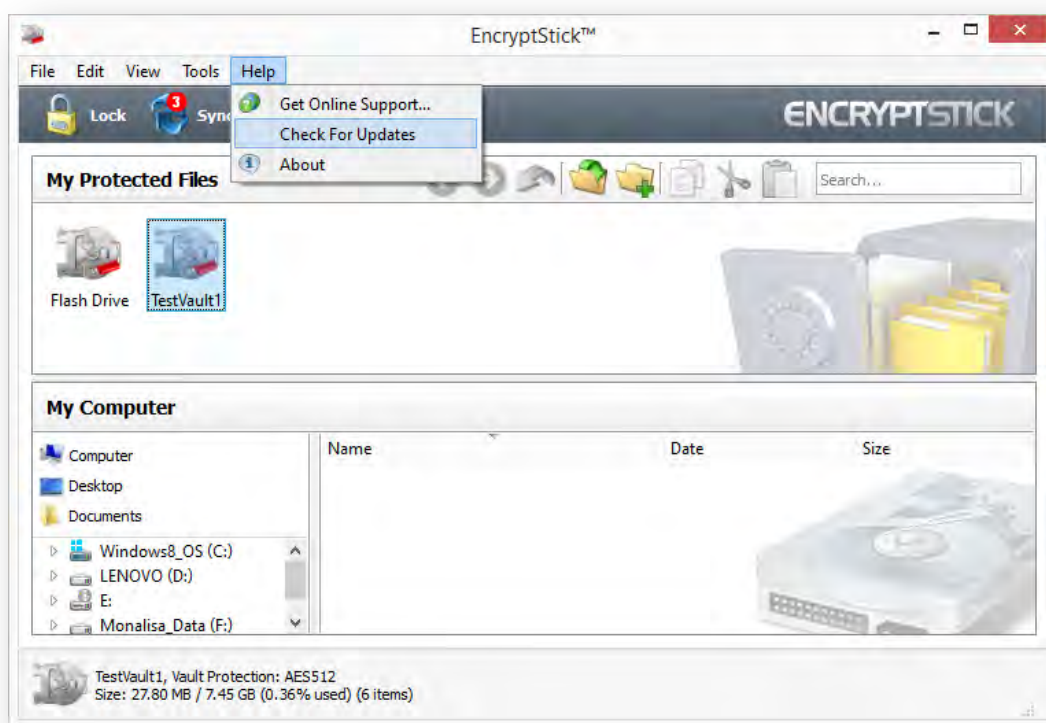 EncryptStick™
File Edit View Tools Help
Lock 3 Sync
ENCRYPTSTICK
Get Online Support...
Check For Updates
About
My Protected Files
Search...
Flash Drive TestVault1
My Computer
Computer
Desktop
Documents
Windows8_OS (C:)
LENOVO (D:)
E:
Monalisa_Data (F:)
Name Date Size
TestVault1, Vault Protection: AES512
Size: 27.80 MB / 7.45 GB (0.36% used) (6 items)